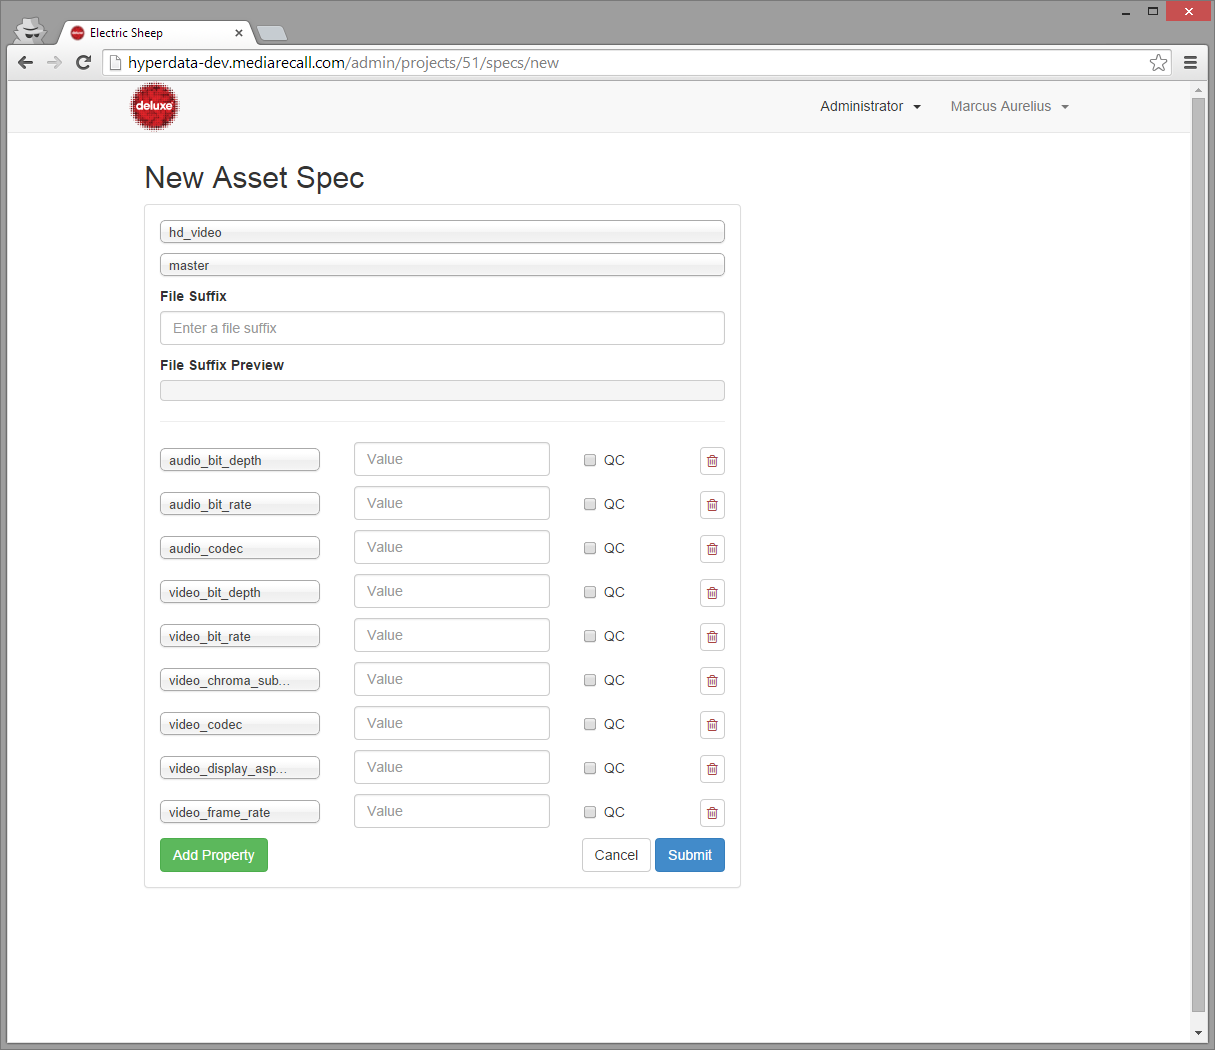 Electric Sheep
hyperdata-dev.mediarecall.com/admin/projects/51/specs/new
deluxe
Administrator
Marcus Aurelius
New Asset Spec
hd_video
master
File Suffix
Enter a file suffix
File Suffix Preview
audio_bit_depth Value QC
audio_bit_rate Value QC
audio_codec Value QC
video_bit_depth Value QC
video_bit_rate Value QC
video_chroma_sub... Value QC
video_codec Value QC
video_display_asp... Value QC
video_frame_rate Value QC
Add Property Cancel Submit